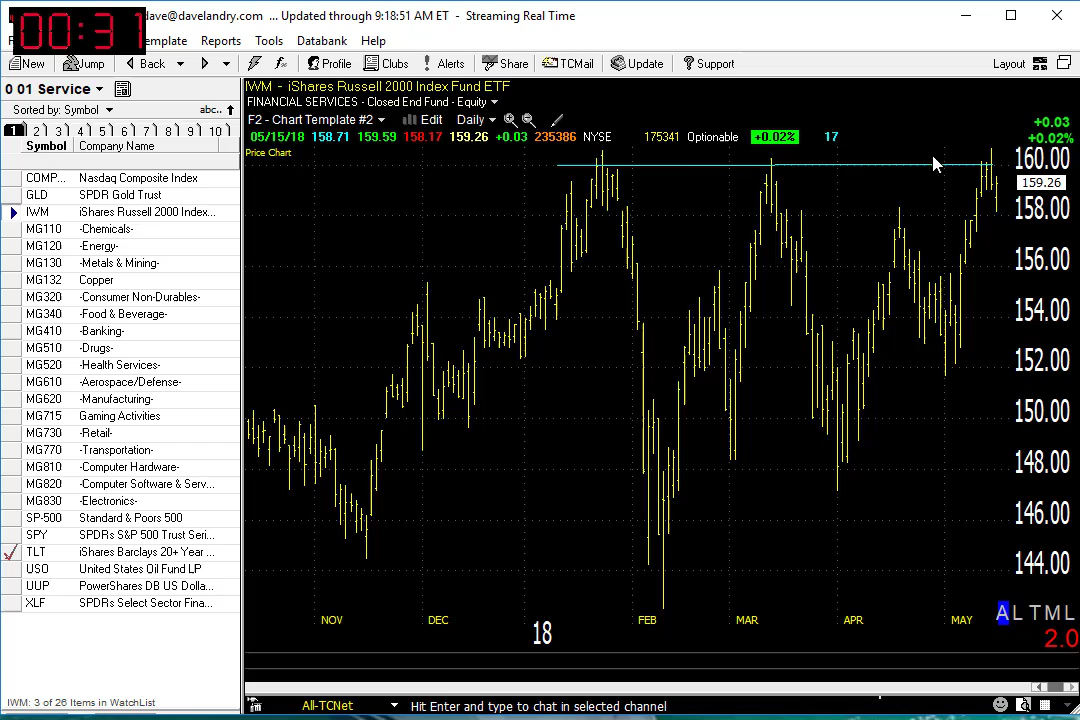 00:31
dave@davelandry.com ... Updated through 9:18:51 AM ET - Streaming Real Time
emplate Reports Tools Databank Help
New Jump Back Profile Clubs Alerts Share TCMail Update Support Layout
0 01 Service
Sorted by: Symbol abc..
1 2 3 4 5 6 7 8 9 10
Symbol Company Name
COMP... Nasdaq Composite Index
GLD SPDR Gold Trust
IWM iShares Russell 2000 Index...
MG110 -Chemicals-
MG120 -Energy-
MG130 -Metals & Mining-
MG132 Copper
MG320 -Consumer Non-Durables-
MG340 -Food & Beverage-
MG410 -Banking-
MG510 -Drugs-
MG520 -Health Services-
MG610 -Aerospace/Defense-
MG620 -Manufacturing-
MG715 Gaming Activities
MG730 -Retail-
MG770 -Transportation-
MG810 -Computer Hardware-
MG820 -Computer Software & Serv...
MG830 -Electronics-
SP-500 Standard & Poors 500
SPY SPDRs S&P 500 Trust Seri...
TLT iShares Barclays 20+ Year ...
USO United States Oil Fund LP
UUP PowerShares DB US Dolla...
XLF SPDRs Select Sector Fina...
IWM: 3 of 26 Items in WatchList
IWM - iShares Russell 2000 Index Fund ETF
FINANCIAL SERVICES - Closed End Fund - Equity
F2 - Chart Template #2 Edit Daily
05/15/18 158.71 159.59 158.17 159.26 +0.03 235386 NYSE 175341 Optionable +0.02% 17
Price Chart
+0.03
+0.02%
160.00
159.26
158.00
156.00
154.00
152.00
150.00
148.00
146.00
144.00
NOV DEC 18 FEB MAR APR MAY
A L T M L
2.0
All-TCNet Hit Enter and type to chat in selected channel